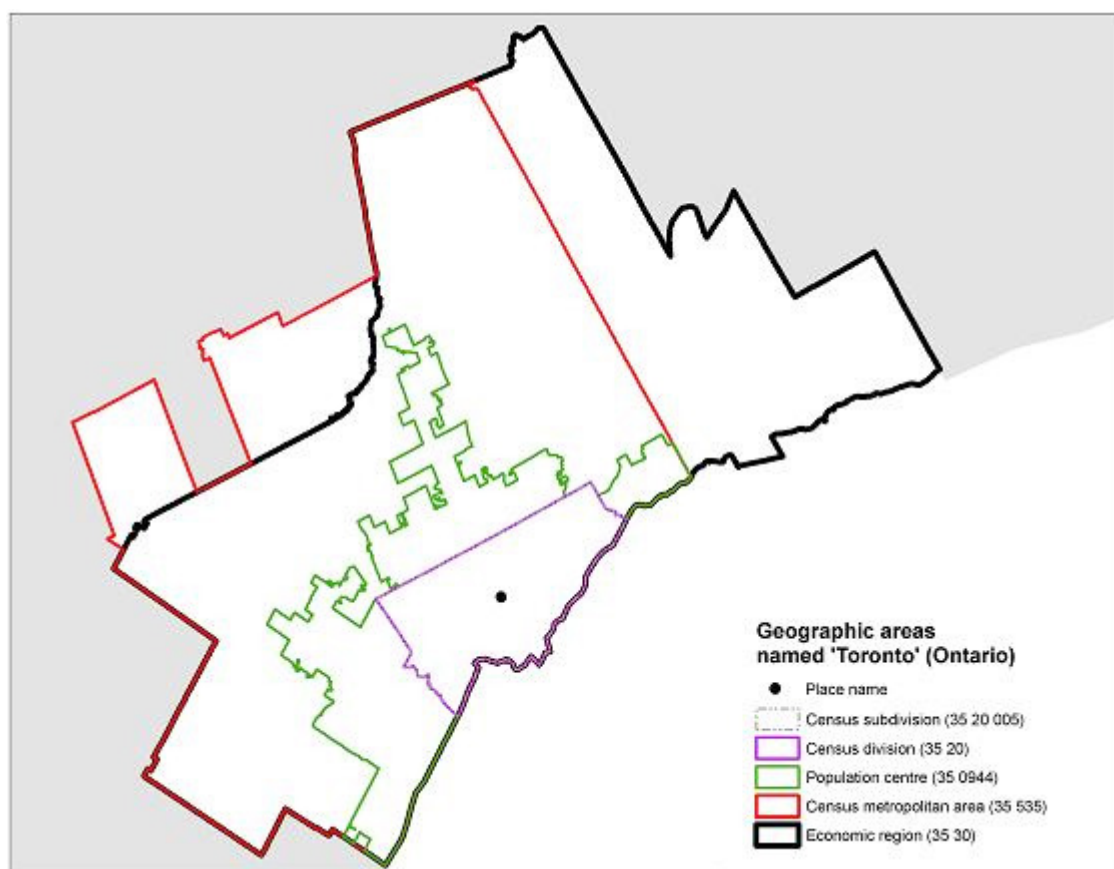 Geographic areas
named 'Toronto' (Ontario)
Place name
Census subdivision (35 20 005)
Census division (35 20)
Population centre (35 0944)
Census metropolitan area (35 535)
Economic region (35 30)